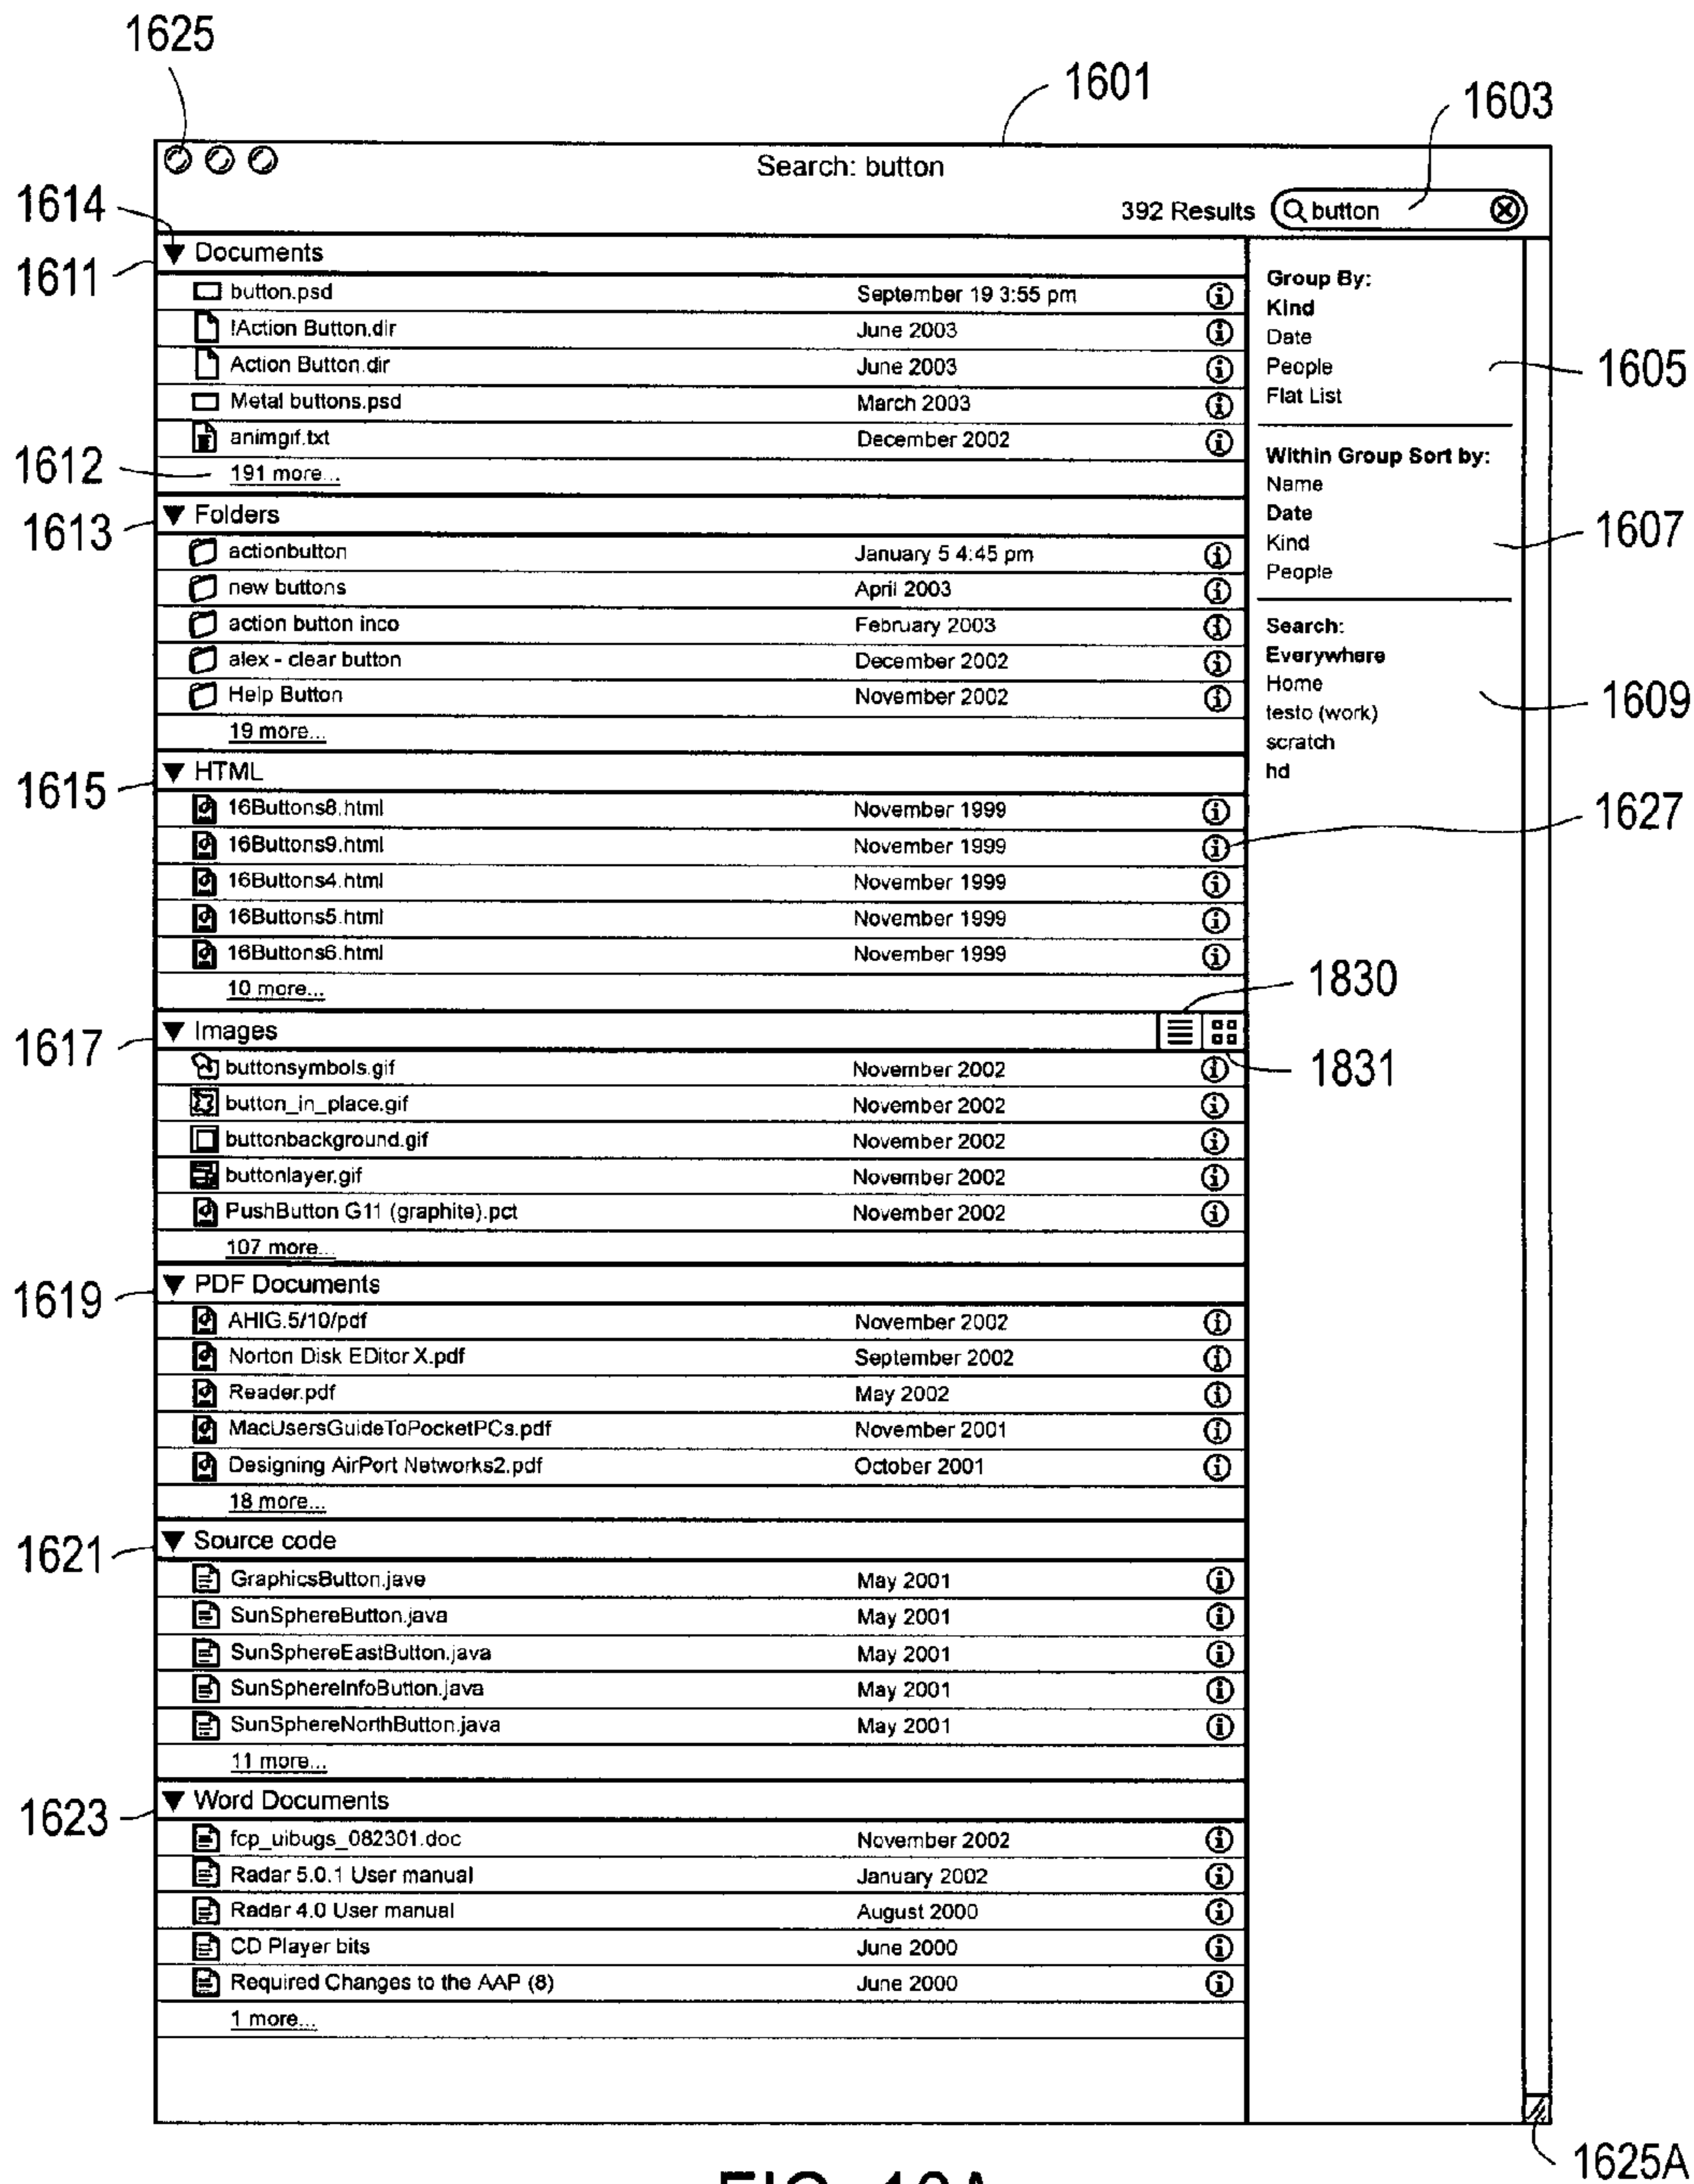 1625
1601
1603
Search: button
1614
392 Results button
1611
Documents
button.psd September 19 3:55 pm
!Action Button.dir June 2003
Action Button.dir June 2003
Metal buttons.psd March 2003
animgif.txt December 2002
1612
191 more...
1613
Folders
actionbutton January 5 4:45 pm
new buttons April 2003
action button inco February 2003
alex - clear button December 2002
Help Button November 2002
19 more...
1615
HTML
16Buttons8.html November 1999
16Buttons9.html November 1999
16Buttons4.html November 1999
16Buttons5.html November 1999
16Buttons6.html November 1999
10 more...
1617
Images
buttonsymbols.gif November 2002
button_in_place.gif November 2002
buttonbackground.gif November 2002
buttonlayer.gif November 2002
PushButton G11 (graphite).pct November 2002
107 more...
1619
PDF Documents
AHIG.5/10/pdf November 2002
Norton Disk EDitor X.pdf September 2002
Reader.pdf May 2002
MacUsersGuideToPocketPCs.pdf November 2001
Designing AirPort Networks2.pdf October 2001
18 more...
1621
Source code
GraphicsButton.jave May 2001
SunSphereButton.java May 2001
SunSphereEastButton.java May 2001
SunSphereInfoButton.java May 2001
SunSphereNorthButton.java May 2001
11 more...
1623
Word Documents
fcp_uibugs_082301.doc November 2002
Radar 5.0.1 User manual January 2002
Radar 4.0 User manual August 2000
CD Player bits June 2000
Required Changes to the AAP (8) June 2000
1 more...
Group By:
Kind
Date
People
Flat List
1605
Within Group Sort by:
Name
Date
Kind
People
1607
Search:
Everywhere
Home
testo (work)
scratch
hd
1609
1627
1830
1831
1625A